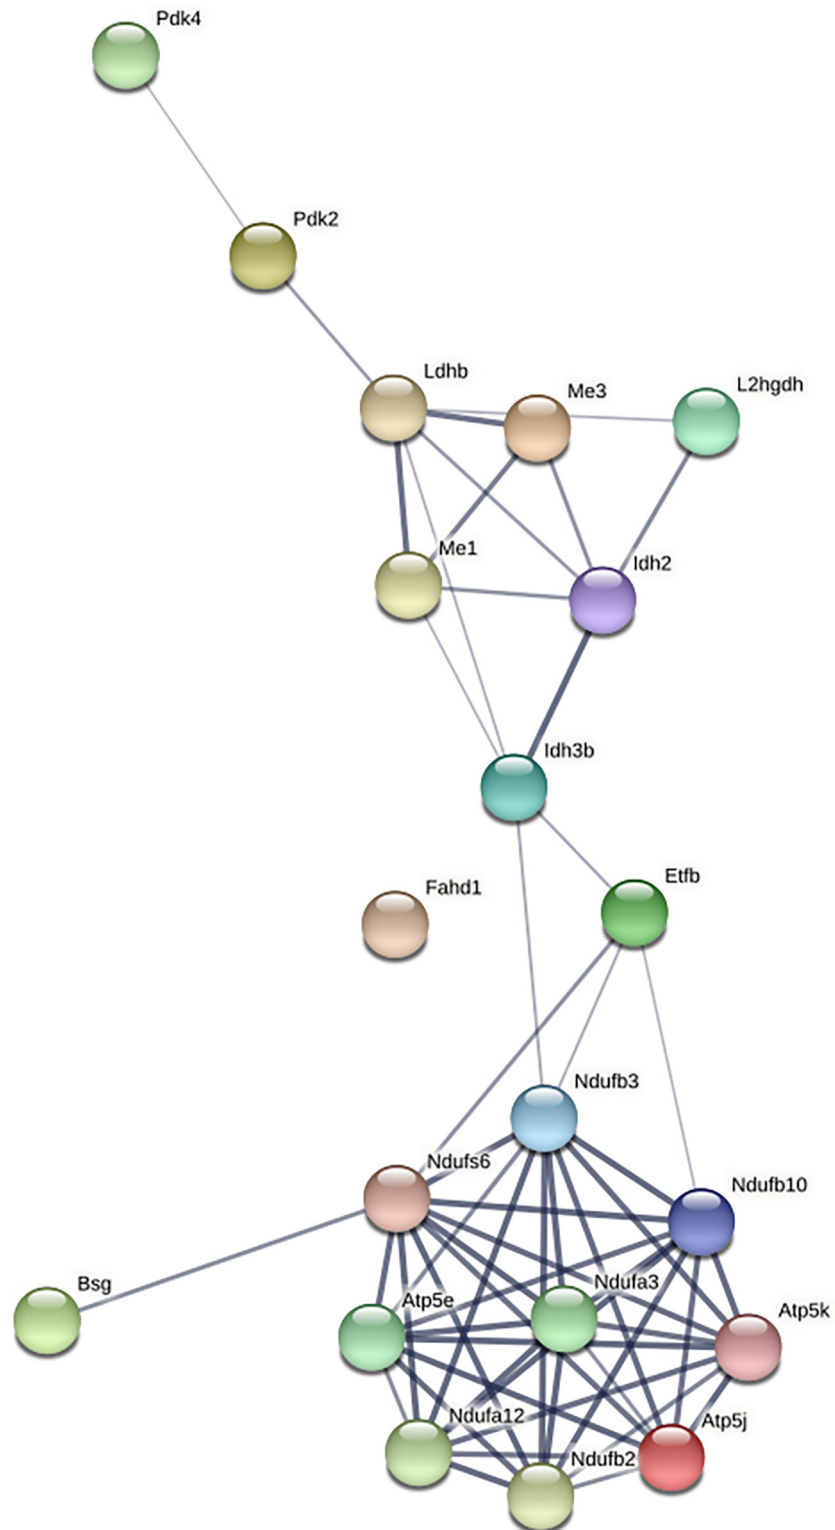 Pdk4
Pdk2
Ldhb
Me3
L2hgdh
Me1
Idh2
Idh3b
Fahd1
Etfb
Ndufb3
Ndufs6
Ndufb10
Bsg
Atp5e
Ndufa3
Atp5k
Ndufa12
Atp5j
Ndufb2